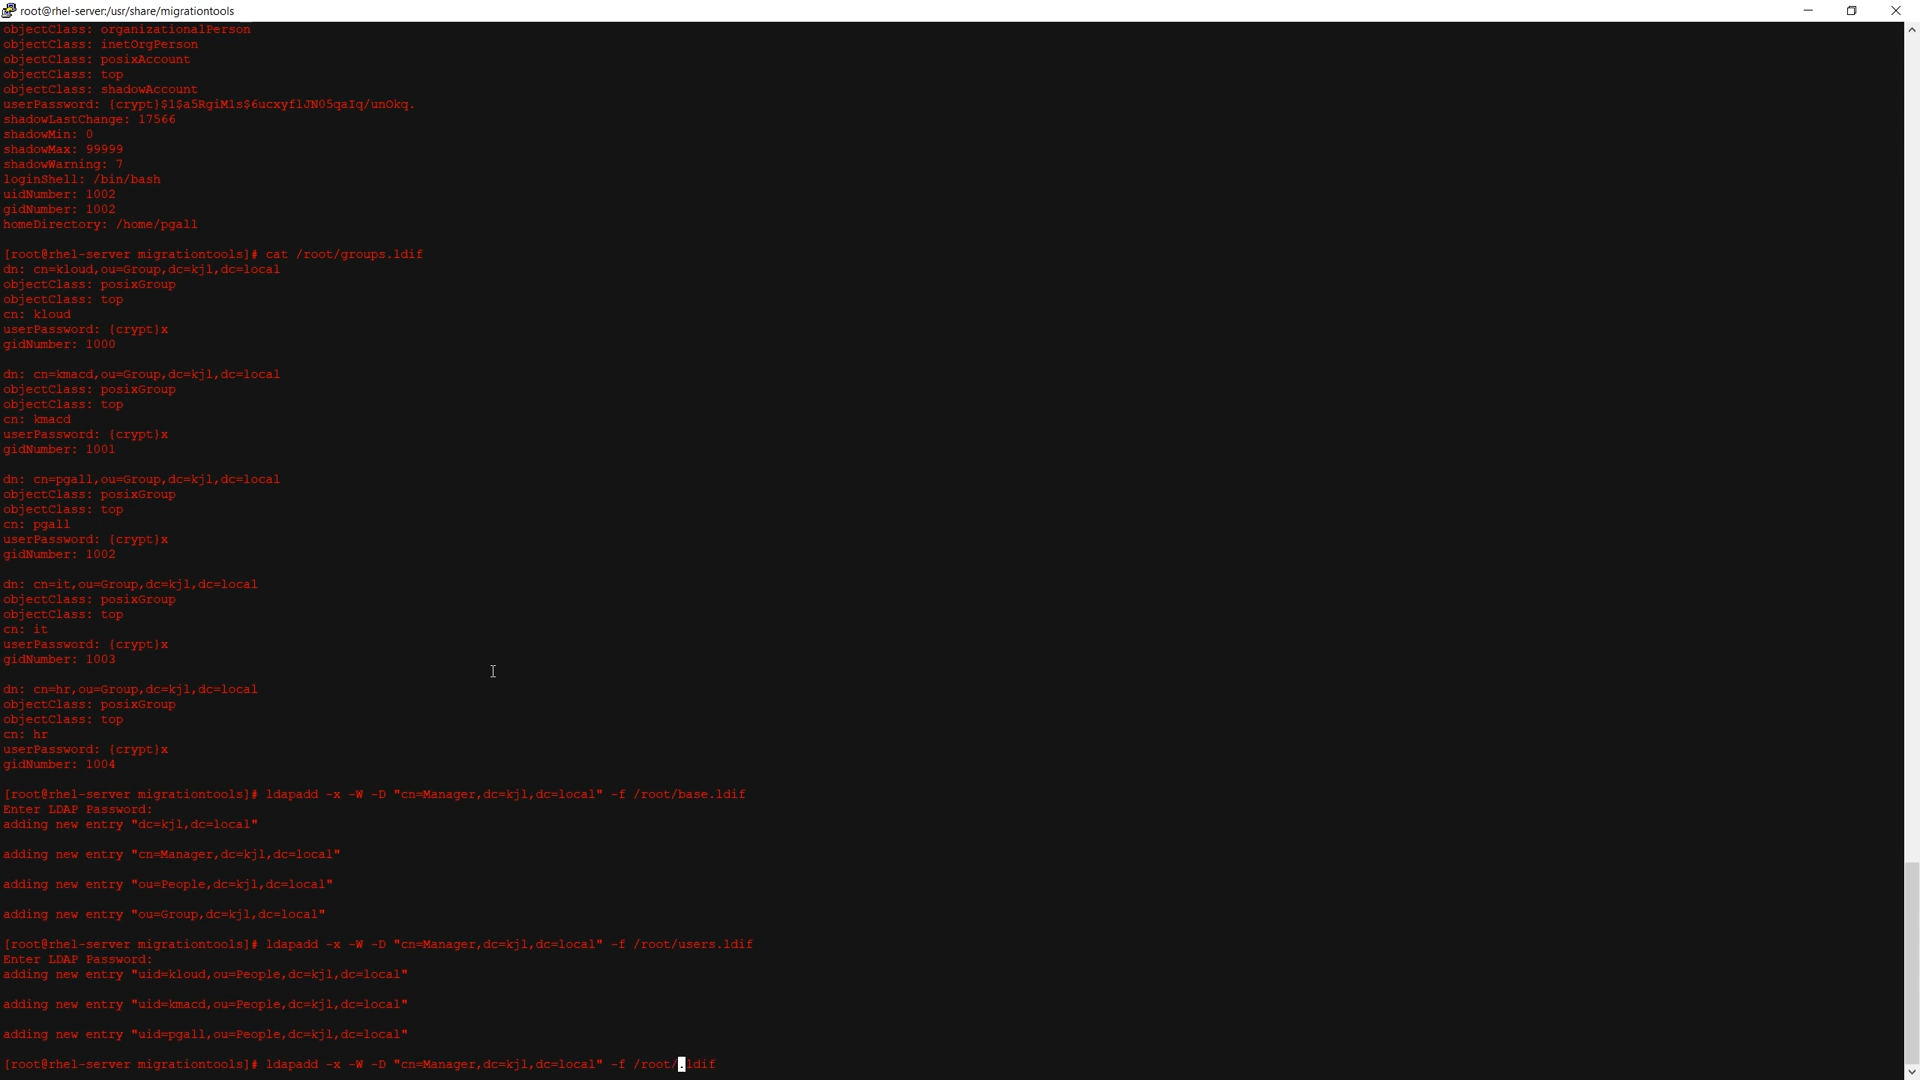 root@rhel-server:/usr/share/migrationtools
objectClass: organizationalPerson
objectClass: inetOrgPerson
objectClass: posixAccount
objectClass: top
objectClass: shadowAccount
userPassword: {crypt}$1$a5RgiM1s$6ucxyflJN05qaIq/unOkq.
shadowLastChange: 17566
shadowMin: 0
shadowMax: 99999
shadowWarning: 7
loginShell: /bin/bash
uidNumber: 1002
gidNumber: 1002
homeDirectory: /home/pgall
[root@rhel-server migrationtools]# cat /root/groups.ldif
dn: cn=kloud,ou=Group,dc=kjl,dc=local
objectClass: posixGroup
objectClass: top
cn: kloud
userPassword: {crypt}x
gidNumber: 1000
dn: cn=kmacd,ou=Group,dc=kjl,dc=local
objectClass: posixGroup
objectClass: top
cn: kmacd
userPassword: {crypt}x
gidNumber: 1001
dn: cn=pgall,ou=Group,dc=kjl,dc=local
objectClass: posixGroup
objectClass: top
cn: pgall
userPassword: {crypt}x
gidNumber: 1002
dn: cn=it,ou=Group,dc=kjl,dc=local
objectClass: posixGroup
objectClass: top
cn: it
userPassword: {crypt}x
gidNumber: 1003
dn: cn=hr,ou=Group,dc=kjl,dc=local
objectClass: posixGroup
objectClass: top
cn: hr
userPassword: {crypt}x
gidNumber: 1004
[root@rhel-server migrationtools]# ldapadd -x -W -D "cn=Manager,dc=kjl,dc=local" -f /root/base.ldif
Enter LDAP Password:
adding new entry "dc=kjl,dc=local"
adding new entry "cn=Manager,dc=kjl,dc=local"
adding new entry "ou=People,dc=kjl,dc=local"
adding new entry "ou=Group,dc=kjl,dc=local"
[root@rhel-server migrationtools]# ldapadd -x -W -D "cn=Manager,dc=kjl,dc=local" -f /root/users.ldif
Enter LDAP Password:
adding new entry "uid=kloud,ou=People,dc=kjl,dc=local"
adding new entry "uid=kmacd,ou=People,dc=kjl,dc=local"
adding new entry "uid=pgall,ou=People,dc=kjl,dc=local"
[root@rhel-server migrationtools]# ldapadd -x -W -D "cn=Manager,dc=kjl,dc=local" -f /root/.ldif